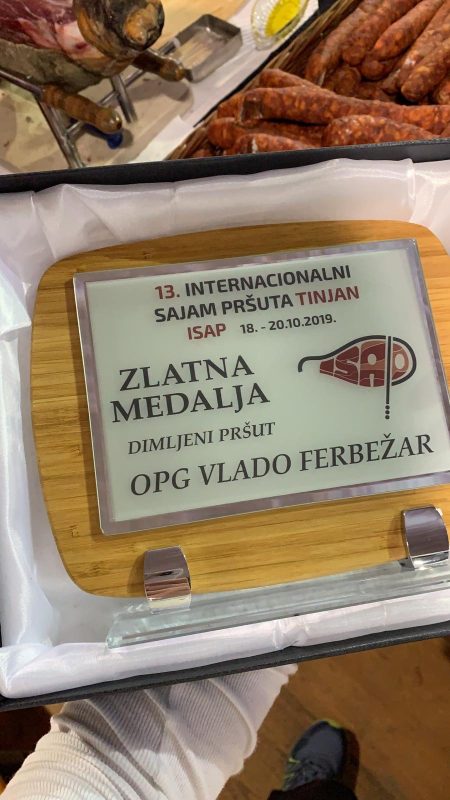 13. INTERNACIONALNI
SAJAM PRŠUTA TINJAN
ISAP 18. - 20.10.2019.
ISAP
ZLATNA
MEDALJA
DIMLJENI PRŠUT
OPG VLADO FERBEŽAR